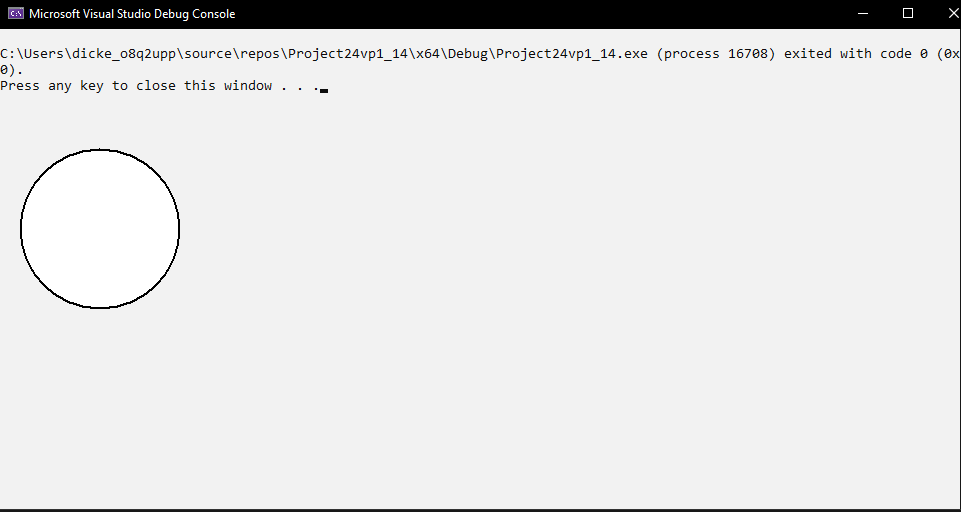 Microsoft Visual Studio Debug Console
C:\Users\dicke_o8q2upp\source\repos\Project24vp1_14\x64\Debug\Project24vp1_14.exe (process 16708) exited with code 0 (0x
0).
Press any key to close this window . . .